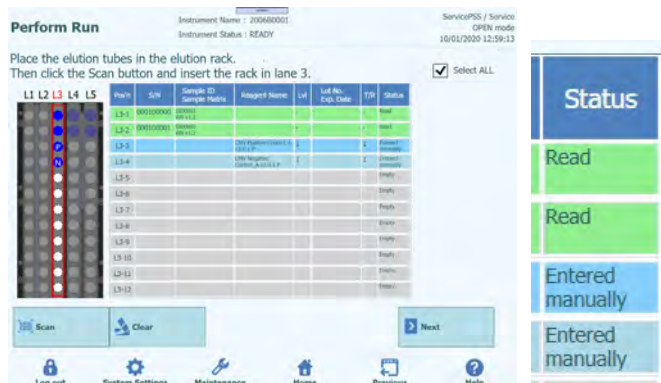 Perform Run
Instrument Name : 200680001
Instrument Status : READY
ServicePSS / Service
OPEN mode
10/01/2020 12:59:13
Place the elution tubes in the elution rack.
Then click the Scan button and insert the rack in lane 3.
Select ALL
L1 L2 L3 L4 L5
Pos'n S/N Sample ID Sample Matrix Reagent Name Lvl Lot No. Exp. Date T/R Status
L3-1 000100001 Read
L3-2 000100001 Read
L3-3 Entered manually
L3-4 Entered manually
L3-5 Empty
L3-6 Empty
L3-7 Empty
L3-8 Empty
L3-9 Empty
L3-10 Empty
L3-11 Empty
L3-12 Empty
P
N
Scan
Clear
Next
Log out
System Settings
Maintenance
Home
Previous
Help
Status
Read
Read
Entered
manually
Entered
manually